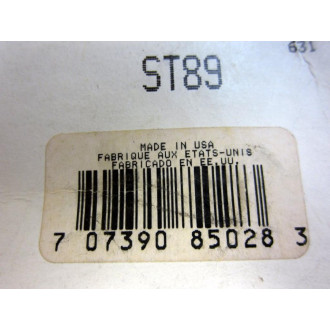 631
ST89
MADE IN USA
FABRIQUE AUX ETATS-UNIS
FABRICADO EN EE.UU.
7 07390 85028 3